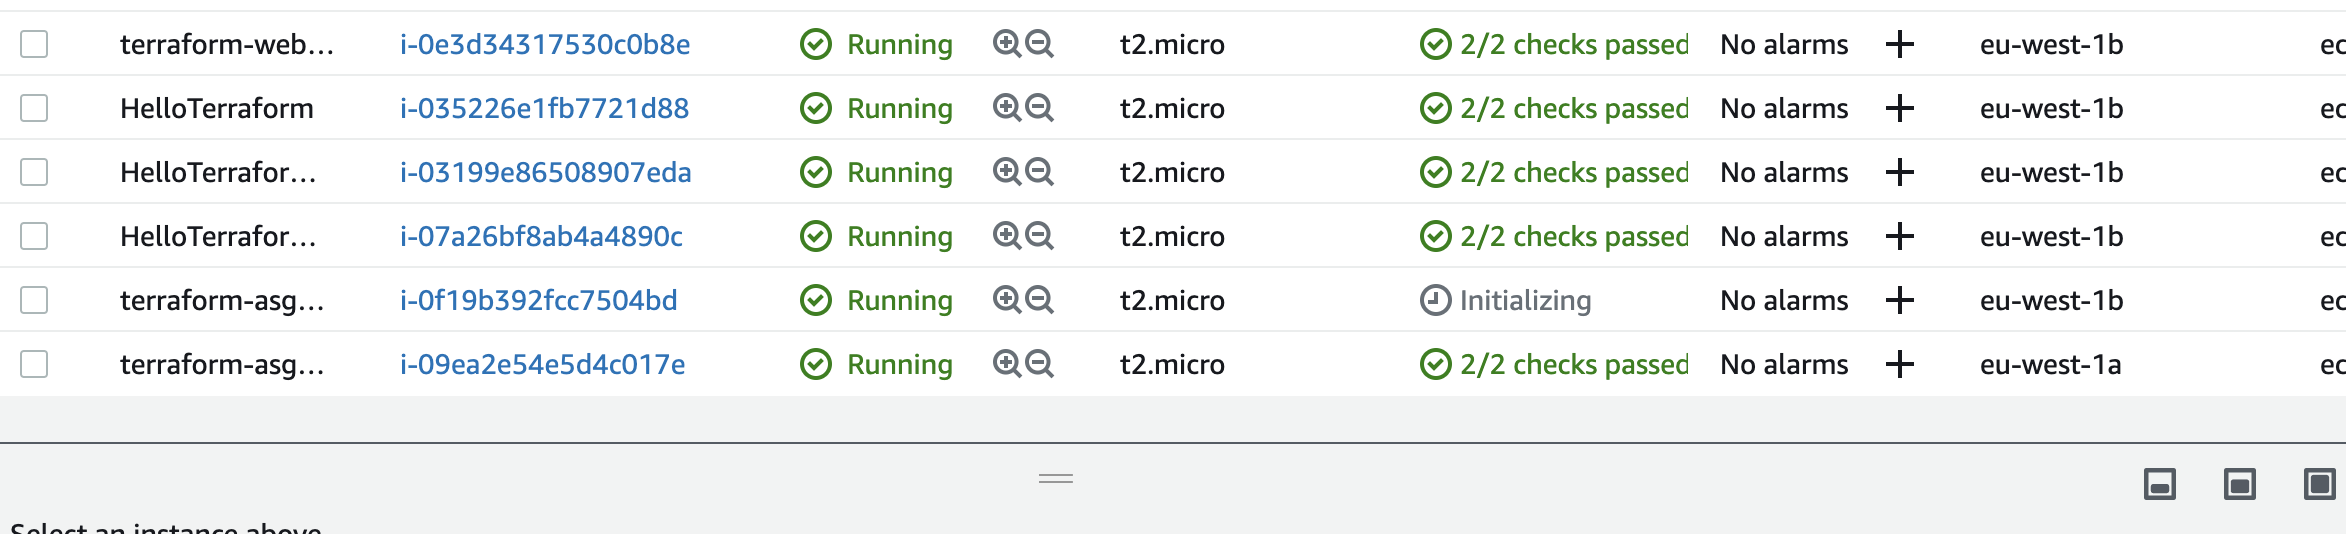 terraform-web... i-0e3d34317530c0b8e Running t2.micro 2/2 checks passed No alarms + eu-west-1b ec
HelloTerraform i-035226e1fb7721d88 Running t2.micro 2/2 checks passed No alarms + eu-west-1b ec
HelloTerrafor... i-03199e86508907eda Running t2.micro 2/2 checks passed No alarms + eu-west-1b ec
HelloTerrafor... i-07a26bf8ab4a4890c Running t2.micro 2/2 checks passed No alarms + eu-west-1b ec
terraform-asg... i-0f19b392fcc7504bd Running t2.micro Initializing No alarms + eu-west-1b ec
terraform-asg... i-09ea2e54e5d4c017e Running t2.micro 2/2 checks passed No alarms + eu-west-1a ec
Select an instance above